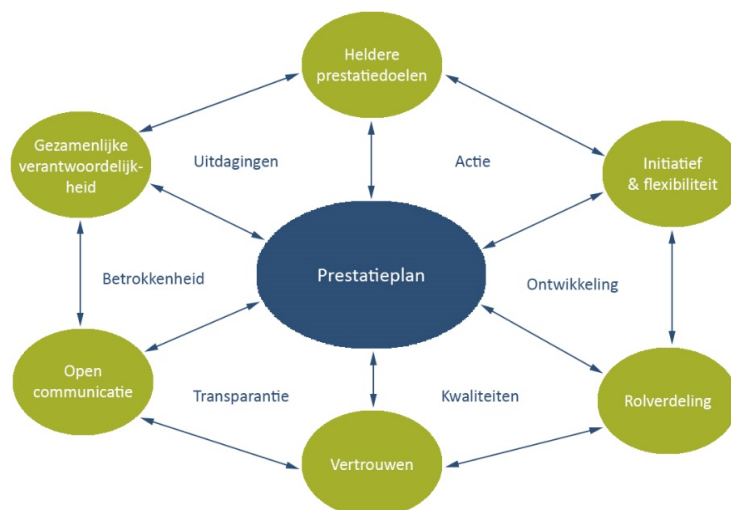 Heldere
prestatiedoelen
Gezamenlijke
verantwoordelijk-
heid
Uitdagingen
Actie
Initiatief
& flexibiliteit
Betrokkenheid
Prestatieplan
Ontwikkeling
Open
communicatie
Transparantie
Kwaliteiten
Rolverdeling
Vertrouwen